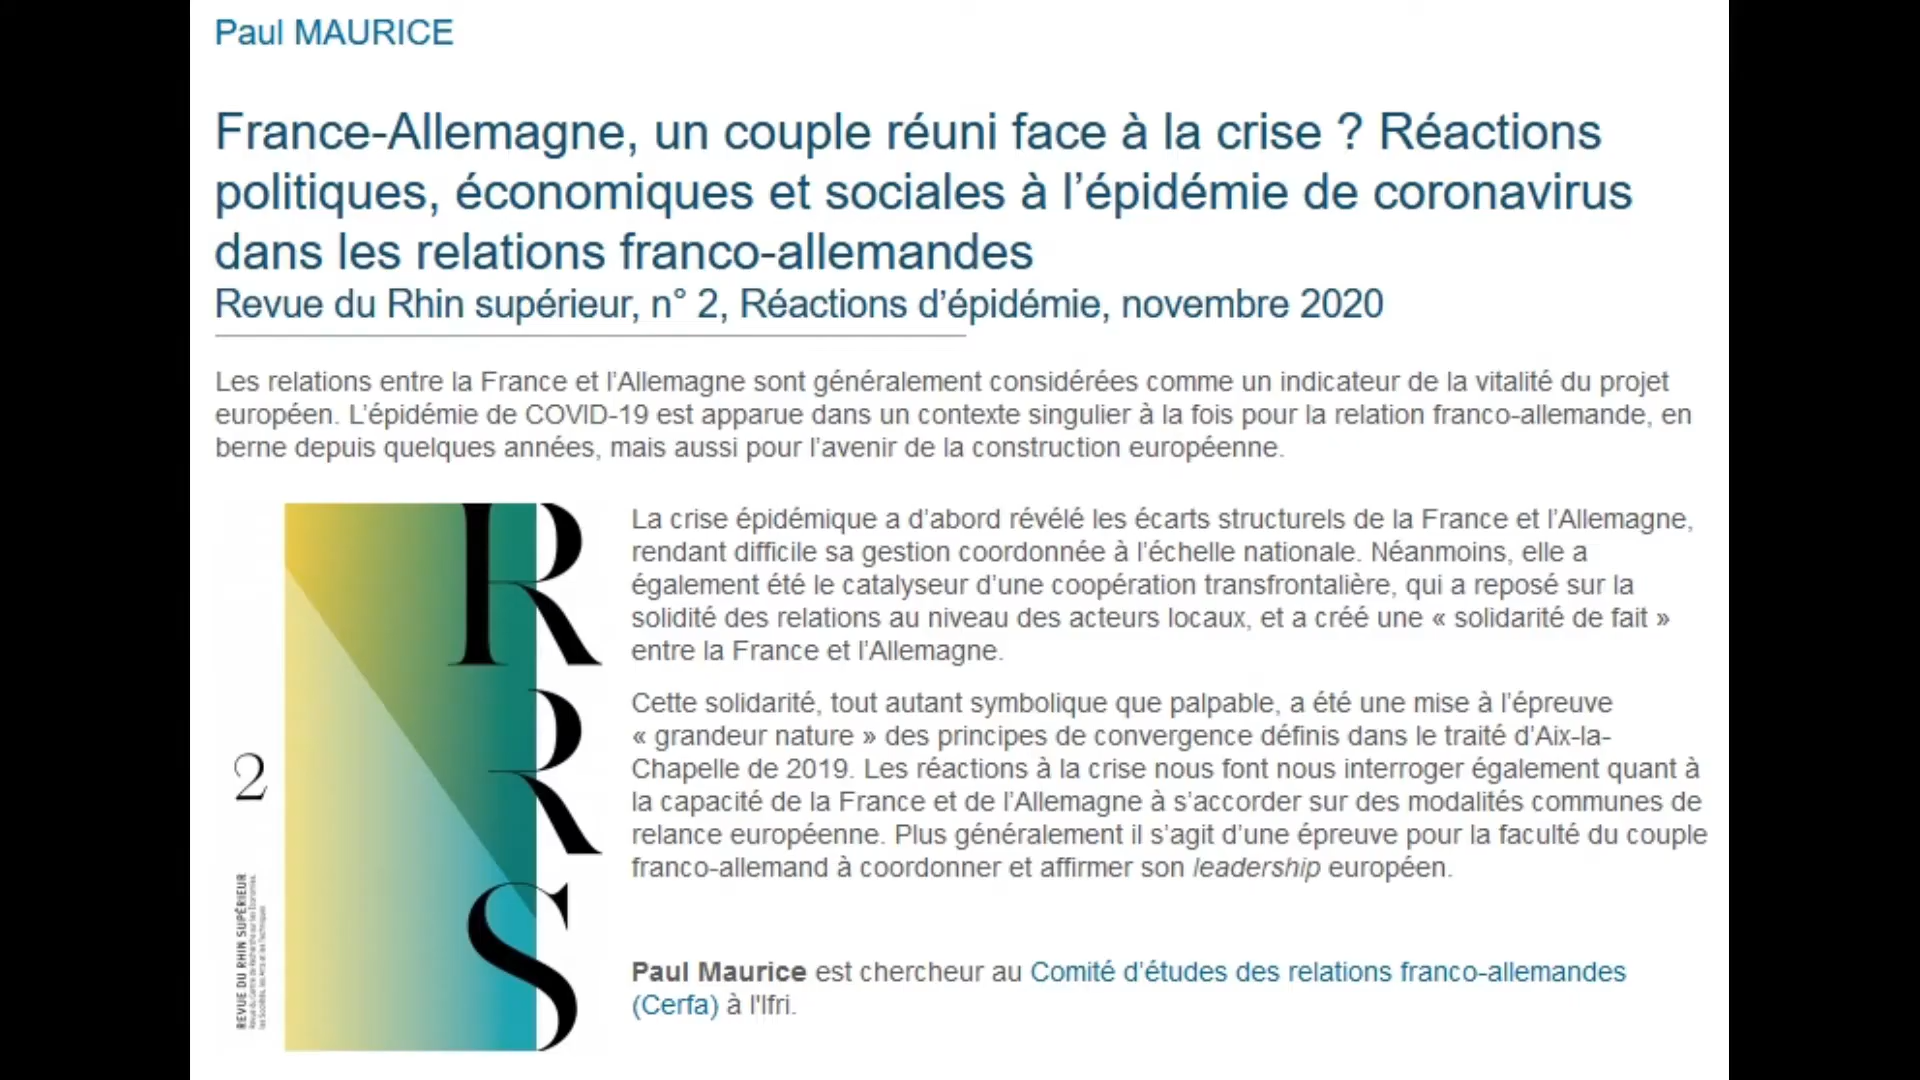 Paul MAURICE
France-Allemagne, un couple réuni face à la crise ? Réactions
politiques, économiques et sociales à l’épidémie de coronavirus
dans les relations franco-allemandes
Revue du Rhin supérieur, n° 2, Réactions d’épidémie, novembre 2020
Les relations entre la France et l’Allemagne sont généralement considérées comme un indicateur de la vitalité du projet
européen. L’épidémie de COVID-19 est apparue dans un contexte singulier à la fois pour la relation franco-allemande, en
berne depuis quelques années, mais aussi pour l’avenir de la construction européenne.
R
R
S
2
REVUE DU RHIN SUPÉRIEUR
La crise épidémique a d’abord révélé les écarts structurels de la France et l’Allemagne,
rendant difficile sa gestion coordonnée à l’échelle nationale. Néanmoins, elle a
également été le catalyseur d’une coopération transfrontalière, qui a reposé sur la
solidité des relations au niveau des acteurs locaux, et a créé une « solidarité de fait »
entre la France et l’Allemagne.
Cette solidarité, tout autant symbolique que palpable, a été une mise à l’épreuve
« grandeur nature » des principes de convergence définis dans le traité d’Aix-la-
Chapelle de 2019. Les réactions à la crise nous font nous interroger également quant à
la capacité de la France et de l’Allemagne à s’accorder sur des modalités communes de
relance européenne. Plus généralement il s’agit d’une épreuve pour la faculté du couple
franco-allemand à coordonner et affirmer son leadership européen.
Paul Maurice est chercheur au Comité d’études des relations franco-allemandes
(Cerfa) à l'Ifri.